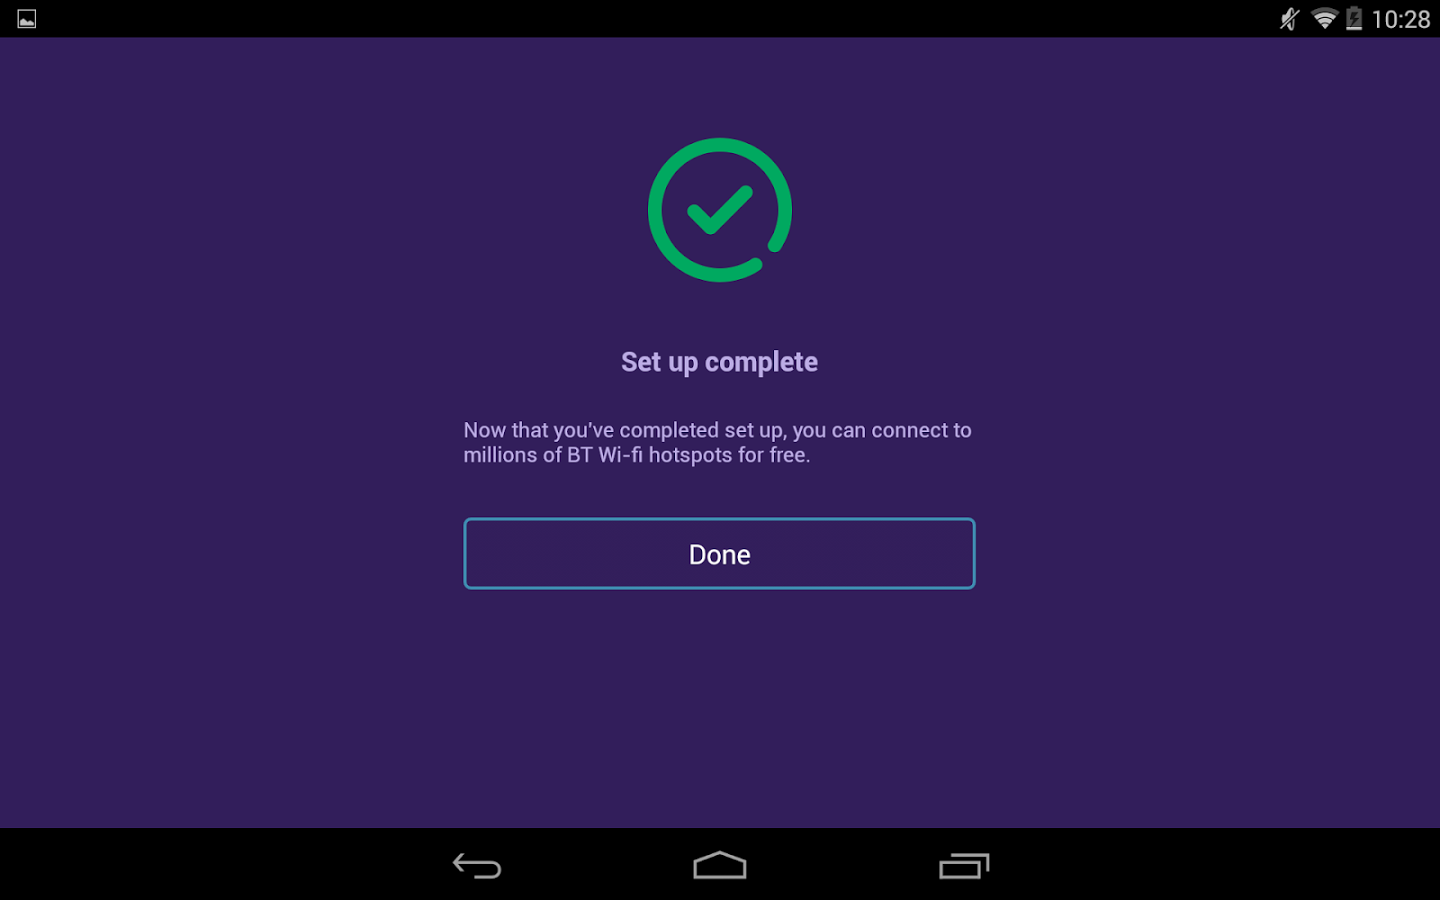 10:28
Set up complete
Now that you've completed set up, you can connect to
millions of BT Wi-fi hotspots for free.
Done